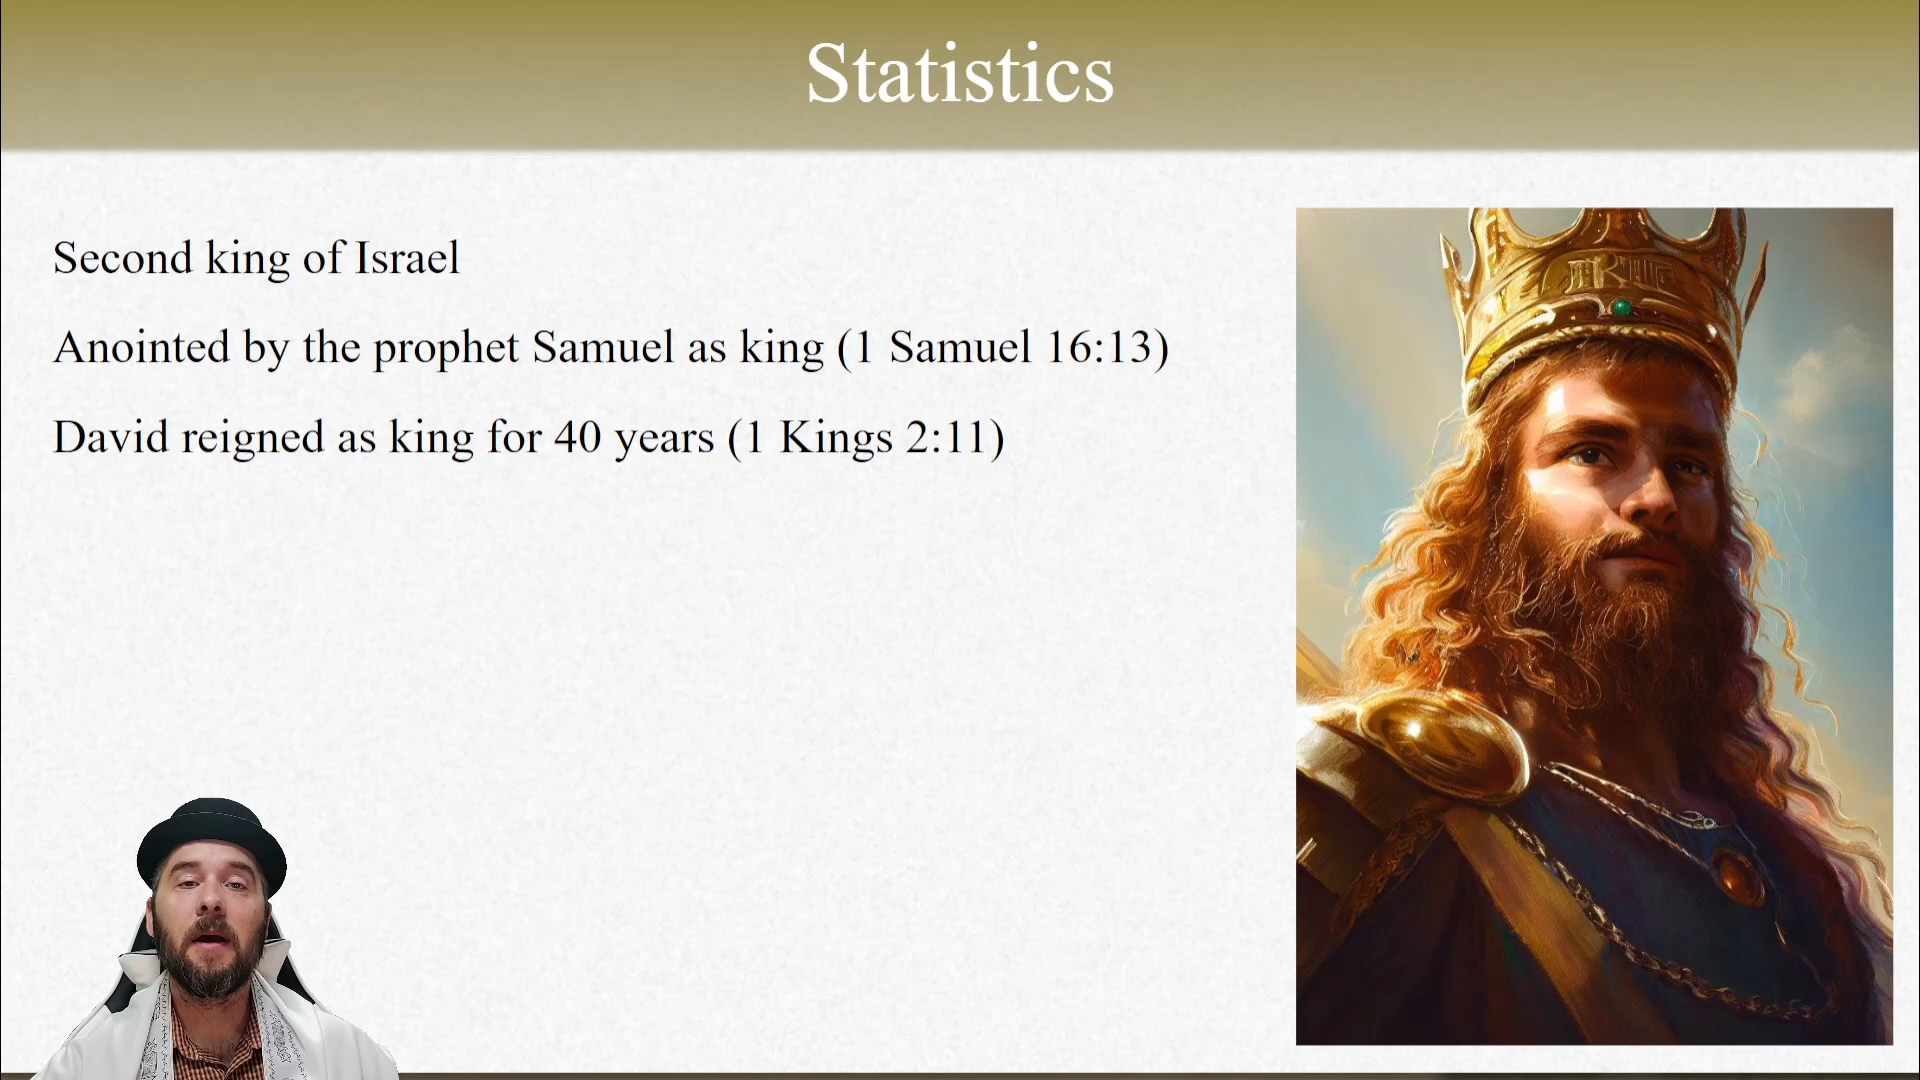 Statistics
Second king of Israel
Anointed by the prophet Samuel as king (1 Samuel 16:13)
David reigned as king for 40 years (1 Kings 2:11)